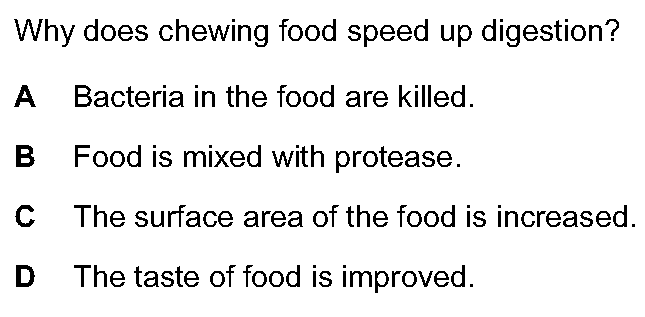 Why does chewing food speed up digestion?
A Bacteria in the food are killed.
B Food is mixed with protease.
C The surface area of the food is increased.
D The taste of food is improved.